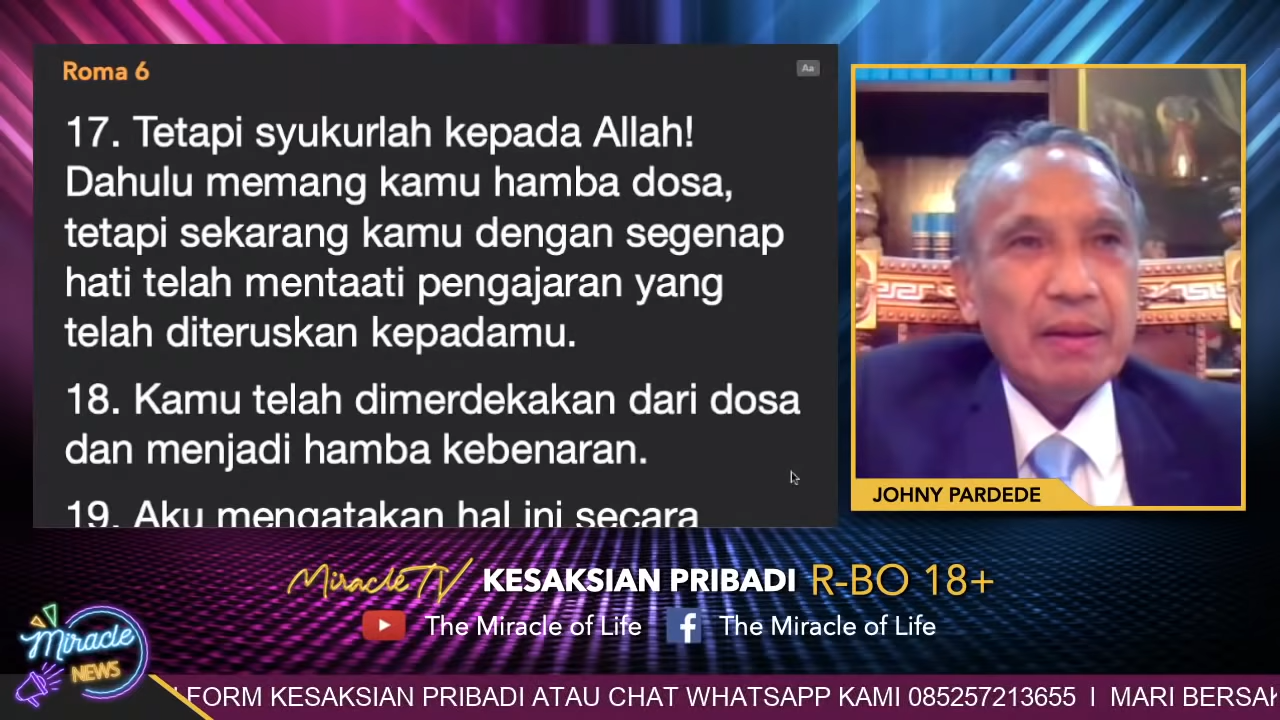 Roma 6
Aa
17. Tetapi syukurlah kepada Allah!
Dahulu memang kamu hamba dosa,
tetapi sekarang kamu dengan segenap
hati telah mentaati pengajaran yang
telah diteruskan kepadamu.
18. Kamu telah dimerdekakan dari dosa
dan menjadi hamba kebenaran.
19. Aku mengatakan hal ini secara
JOHNY PARDEDE
MiracleTV KESAKSIAN PRIBADI R-BO 18+
The Miracle of Life The Miracle of Life
Miracle
NEWS
FORM KESAKSIAN PRIBADI ATAU CHAT WHATSAPP KAMI 085257213655 I MARI BERSAK